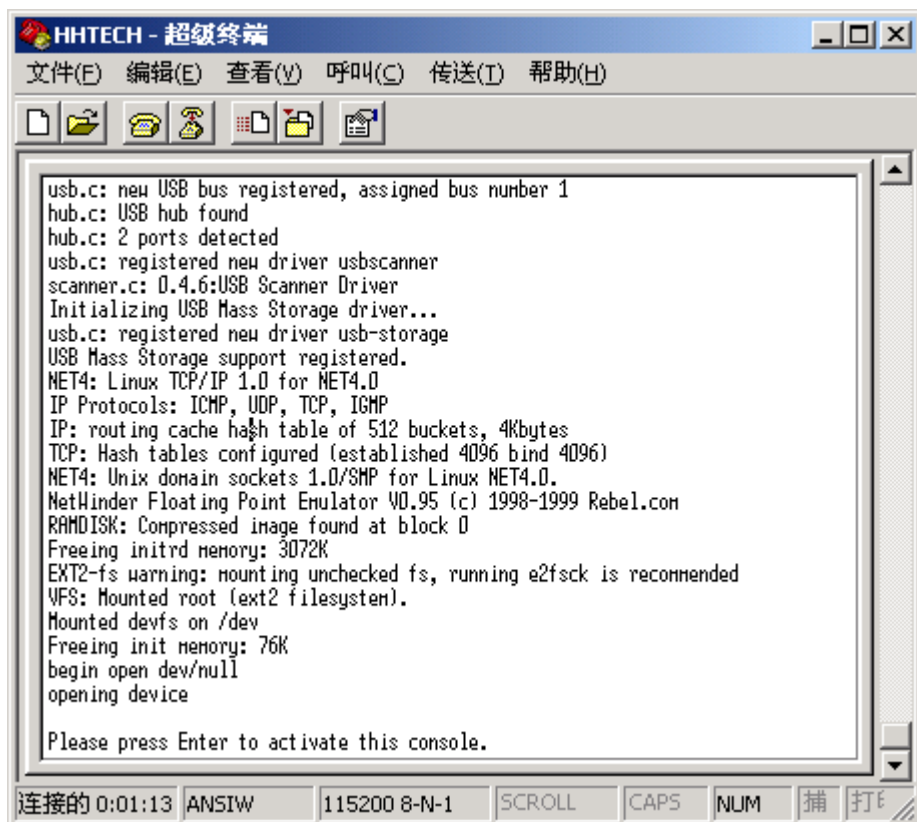 HHTECH - 超级终端
文件(F) 编辑(E) 查看(V) 呼叫(C) 传送(T) 帮助(H)
usb.c: new USB bus registered, assigned bus number 1
hub.c: USB hub found
hub.c: 2 ports detected
usb.c: registered new driver usbscanner
scanner.c: 0.4.6:USB Scanner Driver
Initializing USB Mass Storage driver...
usb.c: registered new driver usb-storage
USB Mass Storage support registered.
NET4: Linux TCP/IP 1.0 for NET4.0
IP Protocols: ICMP, UDP, TCP, IGMP
IP: routing cache hash table of 512 buckets, 4Kbytes
TCP: Hash tables configured (established 4096 bind 4096)
NET4: Unix domain sockets 1.0/SMP for Linux NET4.0.
NetWinder Floating Point Emulator V0.95 (c) 1998-1999 Rebel.com
RAMDISK: Compressed image found at block 0
Freeing initrd memory: 3072K
EXT2-fs warning: mounting unchecked fs, running e2fsck is recommended
VFS: Mounted root (ext2 filesystem).
Mounted devfs on /dev
Freeing init memory: 76K
begin open dev/null
opening device
Please press Enter to activate this console.
连接的 0:01:13 ANSIW 115200 8-N-1 SCROLL CAPS NUM 捕 打